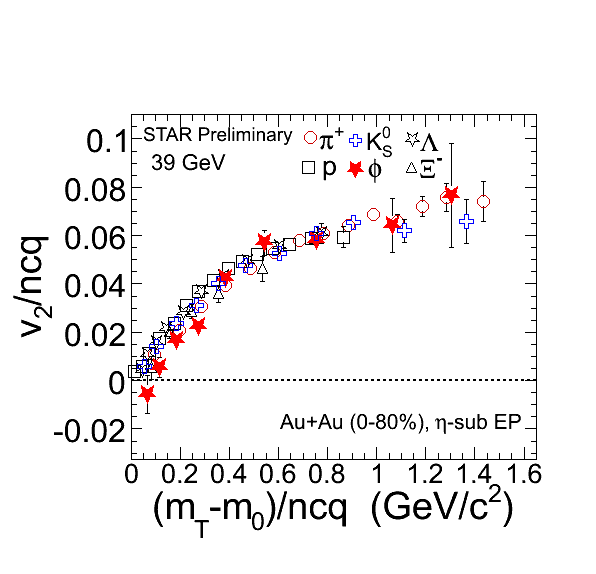 STAR Preliminary
39 GeV
π⁺ K⁰_S Λ
p ϕ Ξ⁻
0.1
0.08
0.06
0.04
0.02
0
-0.02
v₂/ncq
Au+Au (0-80%), η-sub EP
0 0.2 0.4 0.6 0.8 1 1.2 1.4 1.6
(m_T-m₀)/ncq (GeV/c²)